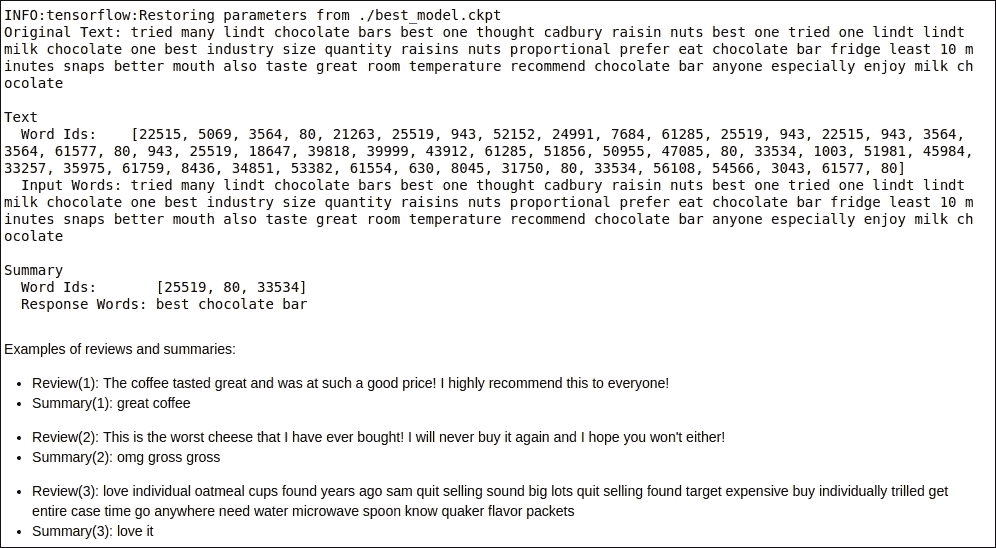 INFO:tensorflow:Restoring parameters from ./best_model.ckpt
Original Text: tried many lindt chocolate bars best one thought cadbury raisin nuts best one tried one lindt lindt
milk chocolate one best industry size quantity raisins nuts proportional prefer eat chocolate bar fridge least 10 m
inutes snaps better mouth also taste great room temperature recommend chocolate bar anyone especially enjoy milk ch
ocolate
Text
Word Ids: [22515, 5069, 3564, 80, 21263, 25519, 943, 52152, 24991, 7684, 61285, 25519, 943, 22515, 943, 3564,
3564, 61577, 80, 943, 25519, 18647, 39818, 39999, 43912, 61285, 51856, 50955, 47085, 80, 33534, 1003, 51981, 45984,
33257, 35975, 61759, 8436, 34851, 53382, 61554, 630, 8045, 31750, 80, 33534, 56108, 54566, 3043, 61577, 80]
Input Words: tried many lindt chocolate bars best one thought cadbury raisin nuts best one tried one lindt lindt
milk chocolate one best industry size quantity raisins nuts proportional prefer eat chocolate bar fridge least 10 m
inutes snaps better mouth also taste great room temperature recommend chocolate bar anyone especially enjoy milk ch
ocolate
Summary
Word Ids: [25519, 80, 33534]
Response Words: best chocolate bar
Examples of reviews and summaries:
• Review(1): The coffee tasted great and was at such a good price! I highly recommend this to everyone!
• Summary(1): great coffee
• Review(2): This is the worst cheese that I have ever bought! I will never buy it again and I hope you won't either!
• Summary(2): omg gross gross
• Review(3): love individual oatmeal cups found years ago sam quit selling sound big lots quit selling found target expensive buy individually trilled get
entire case time go anywhere need water microwave spoon know quaker flavor packets
• Summary(3): love it